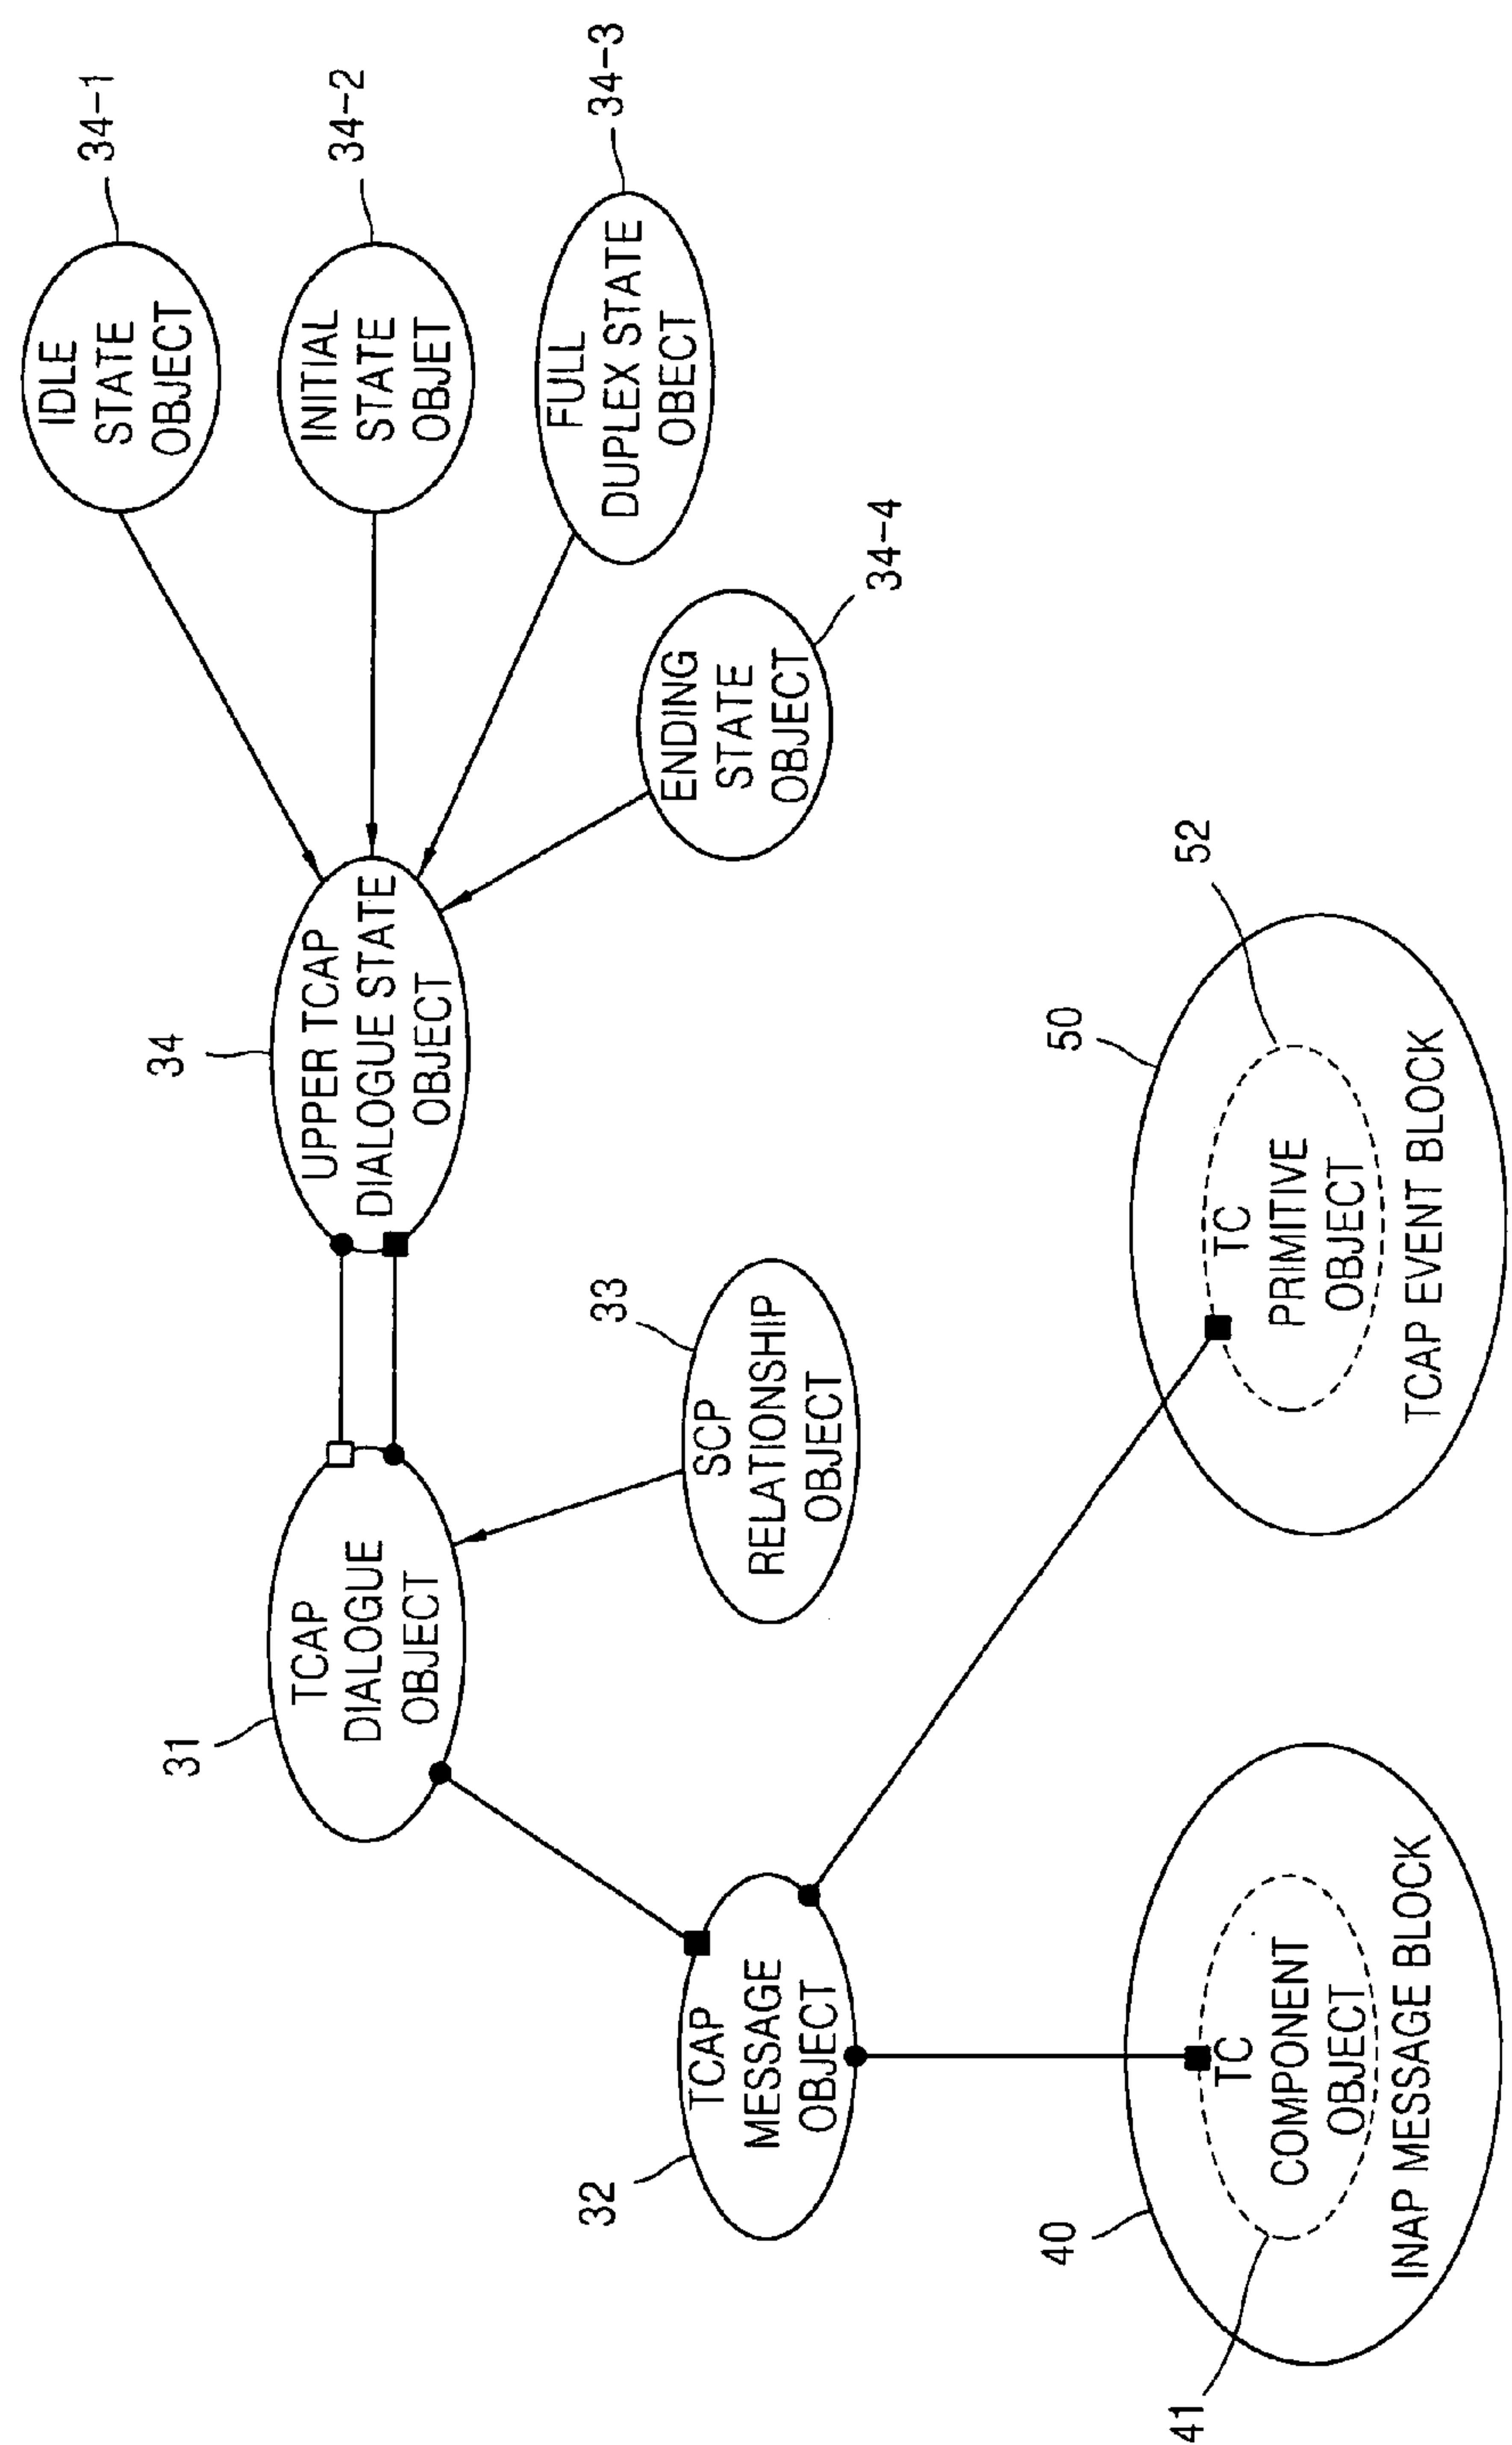 IDLE
STATE
OBJECT
34-1
INITIAL
STATE
OBJET
34-2
FULL
DUPLEX STATE
OBECT
34-3
ENDING
STATE
OBJECT
34-4
34
UPPER TCAP
DIALOGUE STATE
OBJECT
31
TCAP
DIALOGUE
OBJECT
33
SCP
RELATIONSHIP
OBJECT
32
TCAP
MESSAGE
OBJECT
40
41
TC
COMPONENT
OBJECT
INAP MESSAGE BLOCK
50
52
TC
PRIMITIVE
OBJECT
TCAP EVENT BLOCK